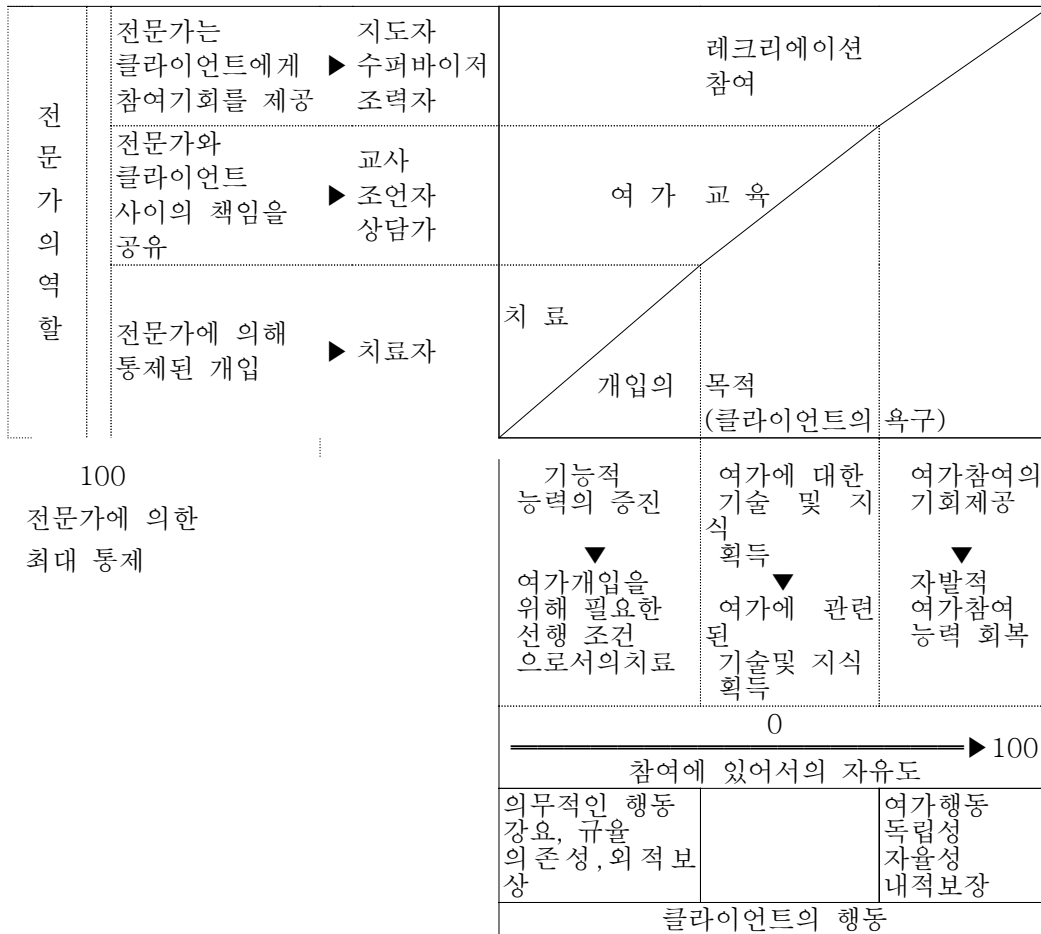 전문가의역할
전문가는
클라이언트에게
참여기회를 제공
▶
지도자
수퍼바이저
조력자
레크리에이션
참여
전문가와
클라이언트
사이의 책임을
공유
▶
교사
조언자
상담가
여가 교육
전문가에 의해
통제된 개입
▶ 치료자
치료
개입의 목적
(클라이언트의 욕구)
100
전문가에 의한
최대 통제
기능적
능력의 증진
▼
여가개입을
위해 필요한
선행 조건
으로서의치료
여가에 대한
기술 및 지
식
획득
▼
여가에 관련
된
기술및 지식
획득
여가참여의
기회제공
▼
자발적
여가참여
능력 회복
0
▶ 100
참여에 있어서의 자유도
의무적인 행동
강요, 규율
의존성,외적보
상
여가행동
독립성
자율성
내적보장
클라이언트의 행동